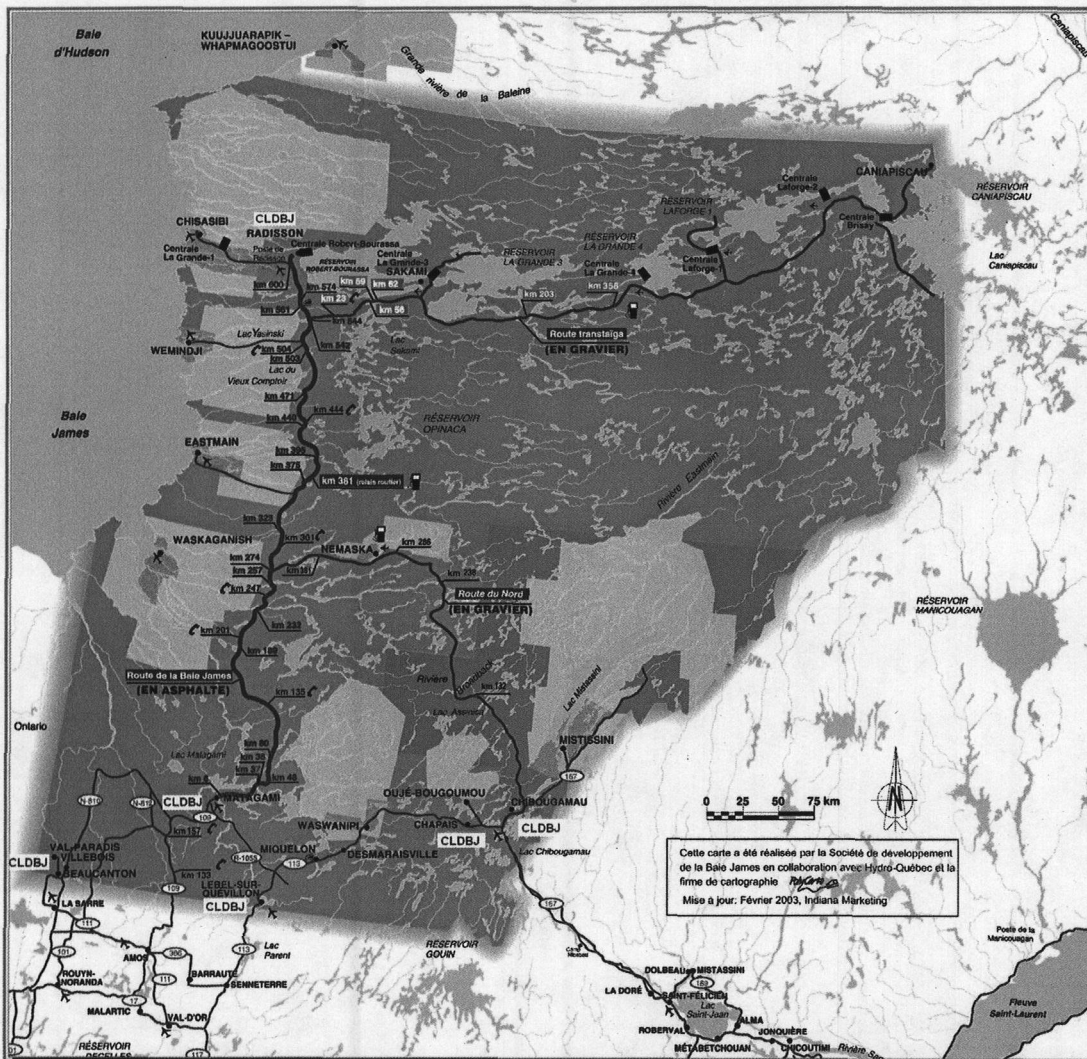 Baie
d'Hudson
KUUJJUARAPIK –
WHAPMAGOOSTUI
Grande rivière de la Baleine
Caniapiscau
CANIAPISCAU
Centrale
Laforge-2
RÉSERVOIR
CANIAPISCAU
RÉSERVOIR
LAFORGE 1
Centrale
Brisay
CHISASIBI
CLDBJ
RADISSON
Centrale
La Grande-1
Centrale Robert-Bourassa
RÉSERVOIR
ROBERT-BOURASSA
Centrale
La Grande-3
SAKAMI
RÉSERVOIR
LA GRANDE 3
RÉSERVOIR
LA GRANDE 4
Centrale
La Grande-4
Centrale
Laforge-1
Lac
Caniapiscau
km 600
km 574
km 59
km 62
km 23
km 56
km 203
km 358
km 561
km 544
km 542
Route transtaïga
(EN GRAVIER)
Lac Yasinski
WEMINDJI
km 504
km 503
Lac
Sakami
Lac du
Vieux Comptoir
km 471
km 444
Baie
James
RÉSERVOIR
OPINACA
EASTMAIN
km 395
km 381 (relais routier)
Rivière Eastmain
km 323
WASKAGANISH
km 301
NEMASKA
km 286
km 274
km 257
km 247
km 238
Route du Nord
(EN GRAVIER)
RÉSERVOIR
MANICOUAGAN
km 201
km 233
km 189
Route de la Baie James
(EN ASPHALTE)
km 135
Rivière Broadback
km 132
Lac Assinica
Lac Mistassini
Ontario
Lac Matagami
MISTISSINI
167
km 6
MATAGAMI
CLDBJ
109
km 157
N-810
OUJÉ-BOUGOUMOU
CHIBOUGAMAU
CHAPAIS
CLDBJ
CLDBJ
WASWANIPI
Lac Chibougamau
0 25 50 75 km
N
VAL-PARADIS
VILLEBOIS
CLDBJ
BEAUCANTON
MIQUELON
R-1055
113
DESMARAISVILLE
km 133
LEBEL-SUR-
QUÉVILLON
CLDBJ
109
LA SARRE
111
Cette carte a été réalisée par la Société de développement
de la Baie James en collaboration avec Hydro-Québec et la
firme de cartographie PolyCarto
Mise à jour: Février 2003, Indiana Marketing
167
RÉSERVOIR
GOUIN
Lac
Parent
113
AMOS
101
ROUYN-
NORANDA
111
BARRAUTE
SENNETERRE
17
MALARTIC
VAL-D'OR
RÉSERVOIR
DECELLES
117
Poste de la
Manicouagan
DOLBEAU
MISTASSINI
LA DORÉ
SAINT-FÉLICIEN
Lac
Saint-Jean
ROBERVAL
ALMA
JONQUIÈRE
MÉTABETCHOUAN
CHICOUTIMI
Fleuve
Saint-Laurent